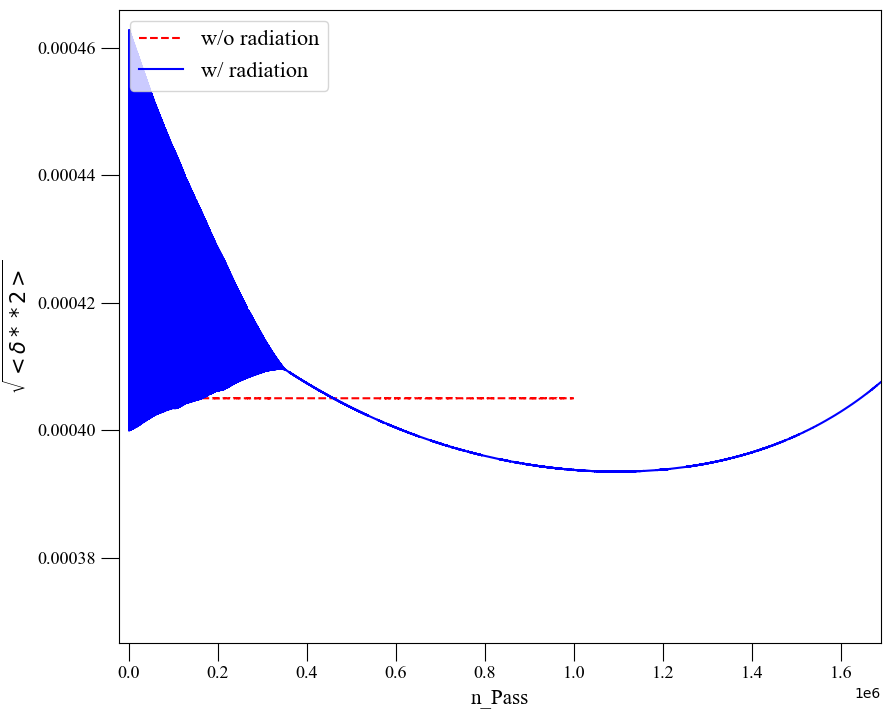 w/o radiation
w/ radiation
0.00046
0.00044
0.00042
0.00040
0.00038
√<δ**2>
0.0 0.2 0.4 0.6 0.8 1.0 1.2 1.4 1.6
1e6
n_Pass